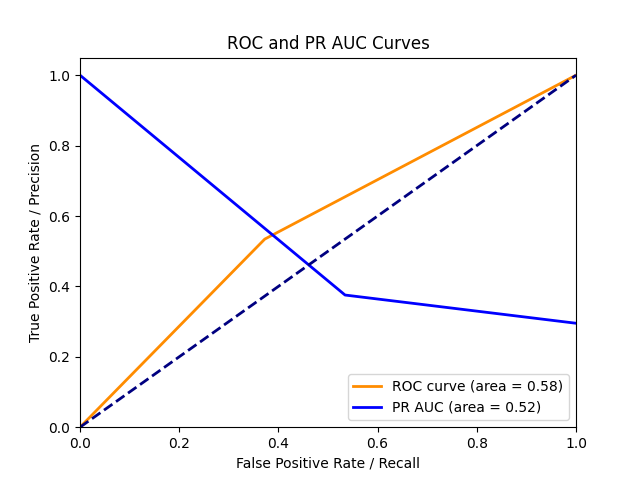 ROC and PR AUC Curves
True Positive Rate / Precision
1.0
0.8
0.6
0.4
0.2
0.0
0.0 0.2 0.4 0.6 0.8 1.0
False Positive Rate / Recall
ROC curve (area = 0.58)
PR AUC (area = 0.52)